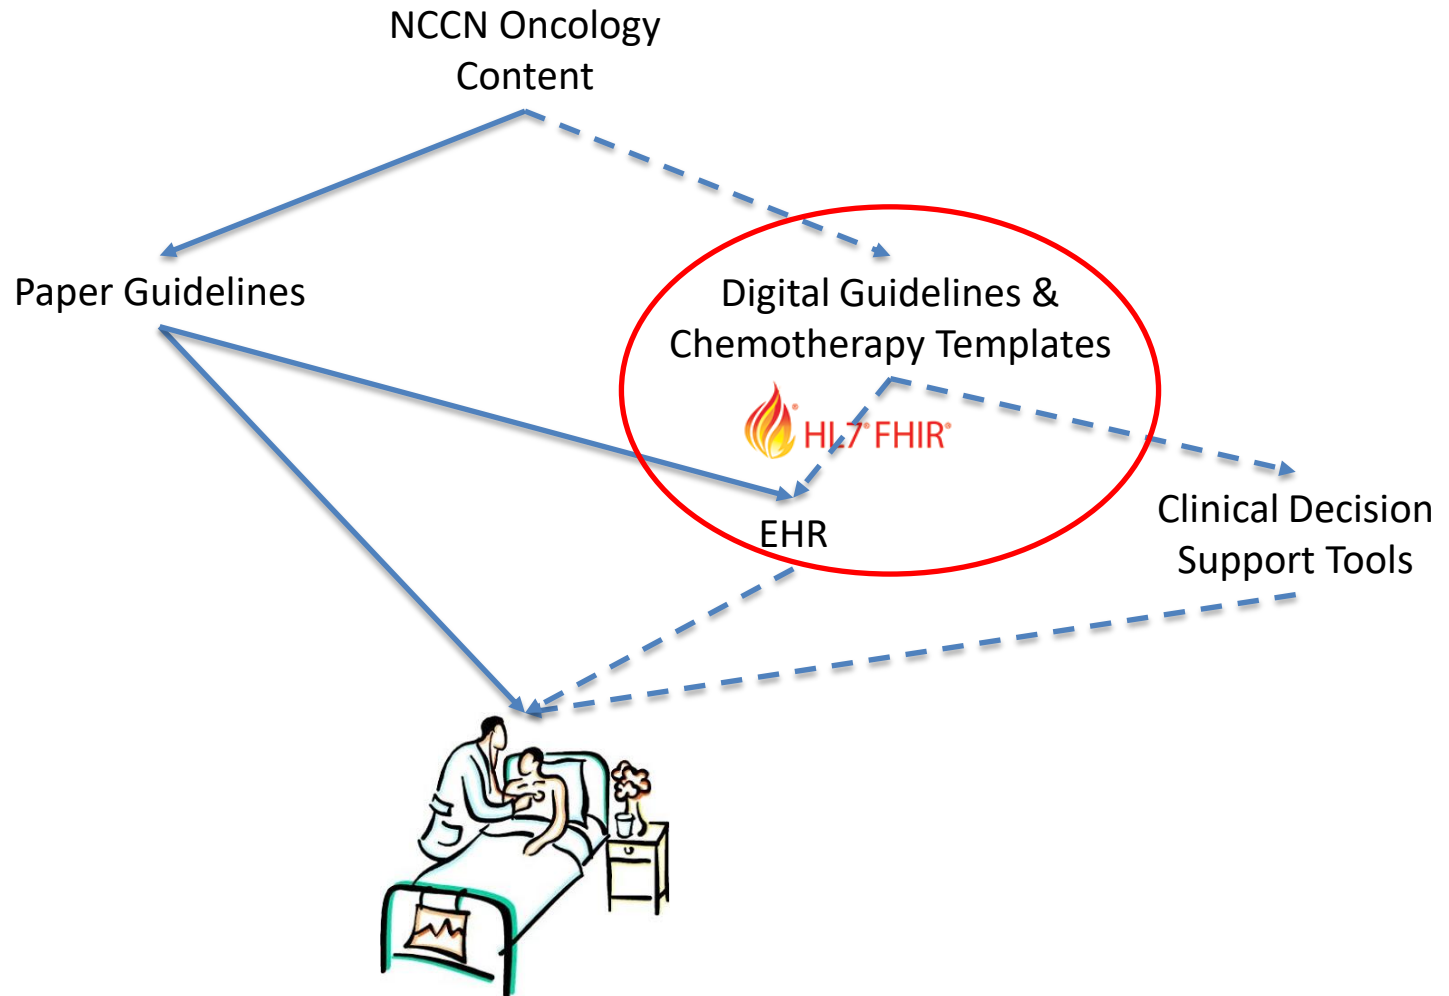 NCCN Oncology
Content
Paper Guidelines
Digital Guidelines &
Chemotherapy Templates
HL7® FHIR®
EHR
Clinical Decision
Support Tools